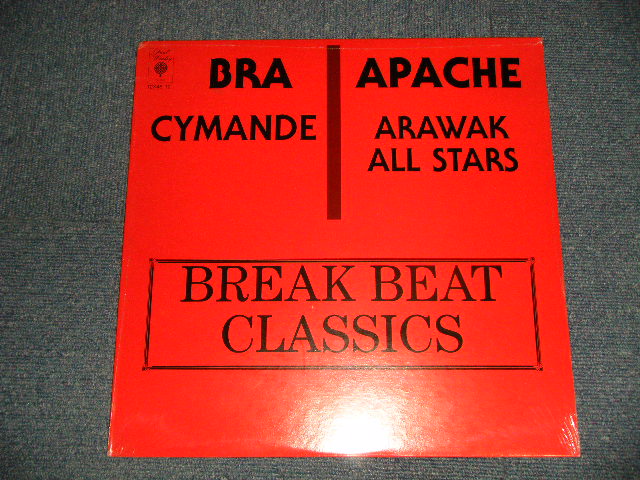 BRA
APACHE
CYMANDE
ARAWAK
ALL STARS
BREAK BEAT
CLASSICS